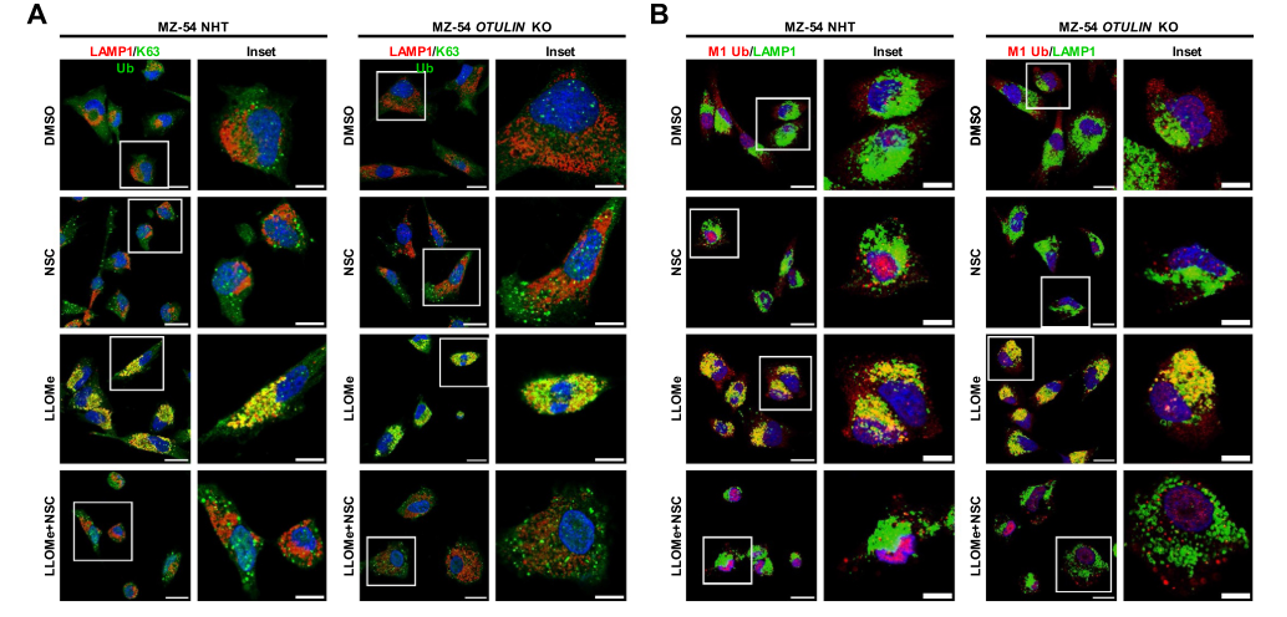 A
B
MZ-54 NHT
MZ-54 OTULIN KO
MZ-54 NHT
MZ-54 OTULIN KO
LAMP1/K63
Ub
Inset
LAMP1/K63
Ub
Inset
M1 Ub/LAMP1
Inset
M1 Ub/LAMP1
Inset
DMSO
DMSO
DMSO
DMSO
NSC
NSC
NSC
NSC
LLOMe
LLOMe
LLOMe
LLOMe
LLOMe+NSC
LLOMe+NSC
LLOMe+NSC
LLOMe+NSC